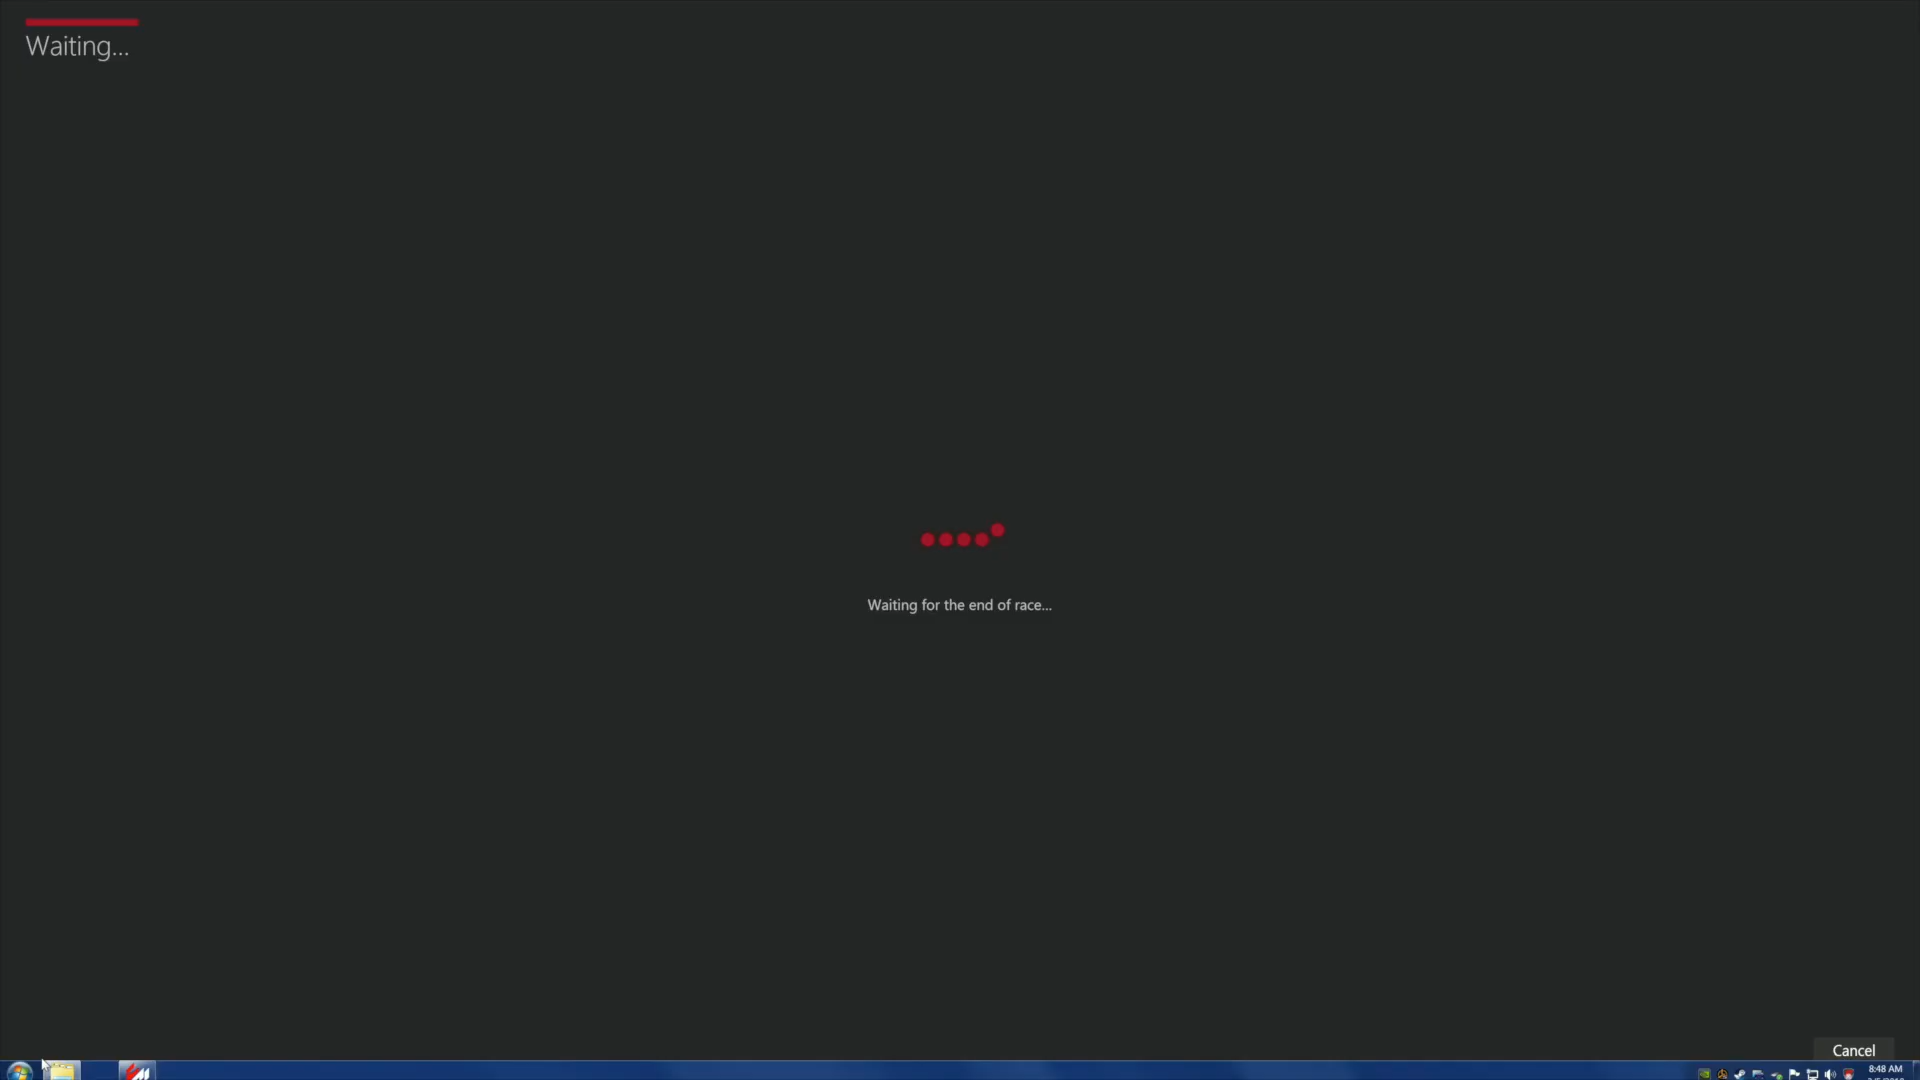 Waiting...
Waiting for the end of race...
Cancel
8:48 AM